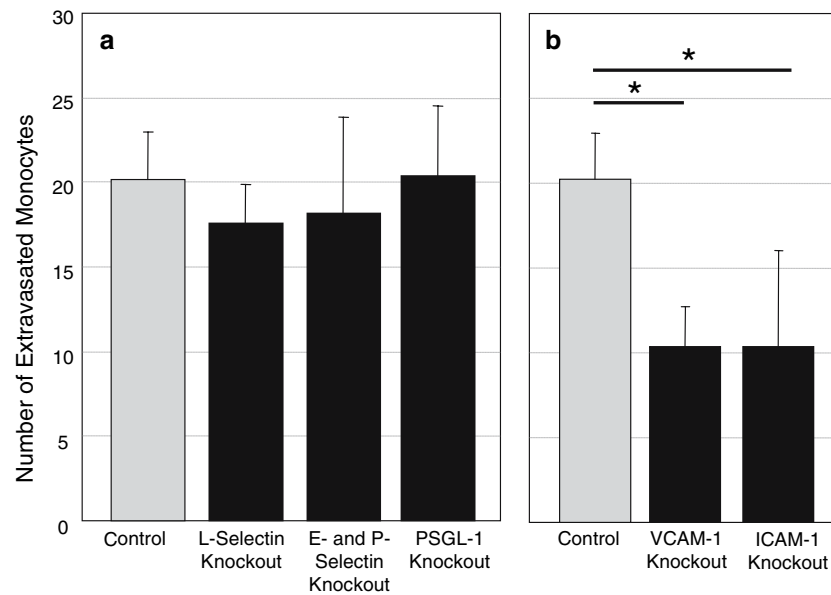 a
b
*
*
30
25
20
15
10
5
0
Number of Extravasated Monocytes
Control
L-Selectin
Knockout
E- and P-
Selectin
Knockout
PSGL-1
Knockout
Control
VCAM-1
Knockout
ICAM-1
Knockout